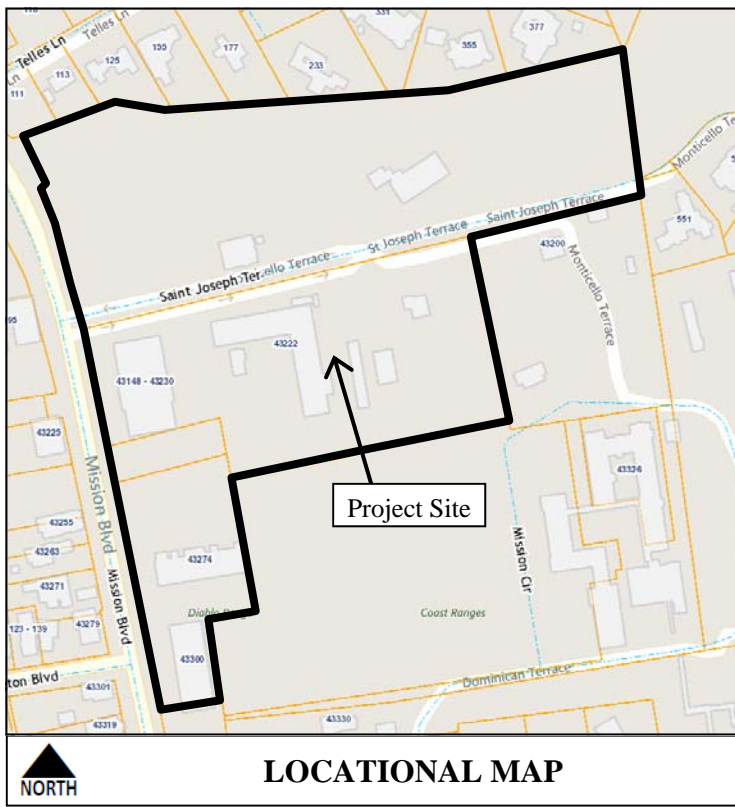 331
377
Telles Ln
Telles Ln
155
177
355
125
233
Ln
113
111
Monticello Te
Saint Joseph Terrace
St Joseph Terrace
ello Terrace
Saint Joseph Ter
551
43200
Monticello Terrace
95
43222
43148 - 43230
43225
43326
Mission Blvd
Project Site
43255
43263
43274
Mission Cir
43271
Mission Blvd
Coast Ranges
43279
123 - 139
43300
ton Blvd
Dominican Terrace
43301
43319
43330
NORTH
LOCATIONAL MAP